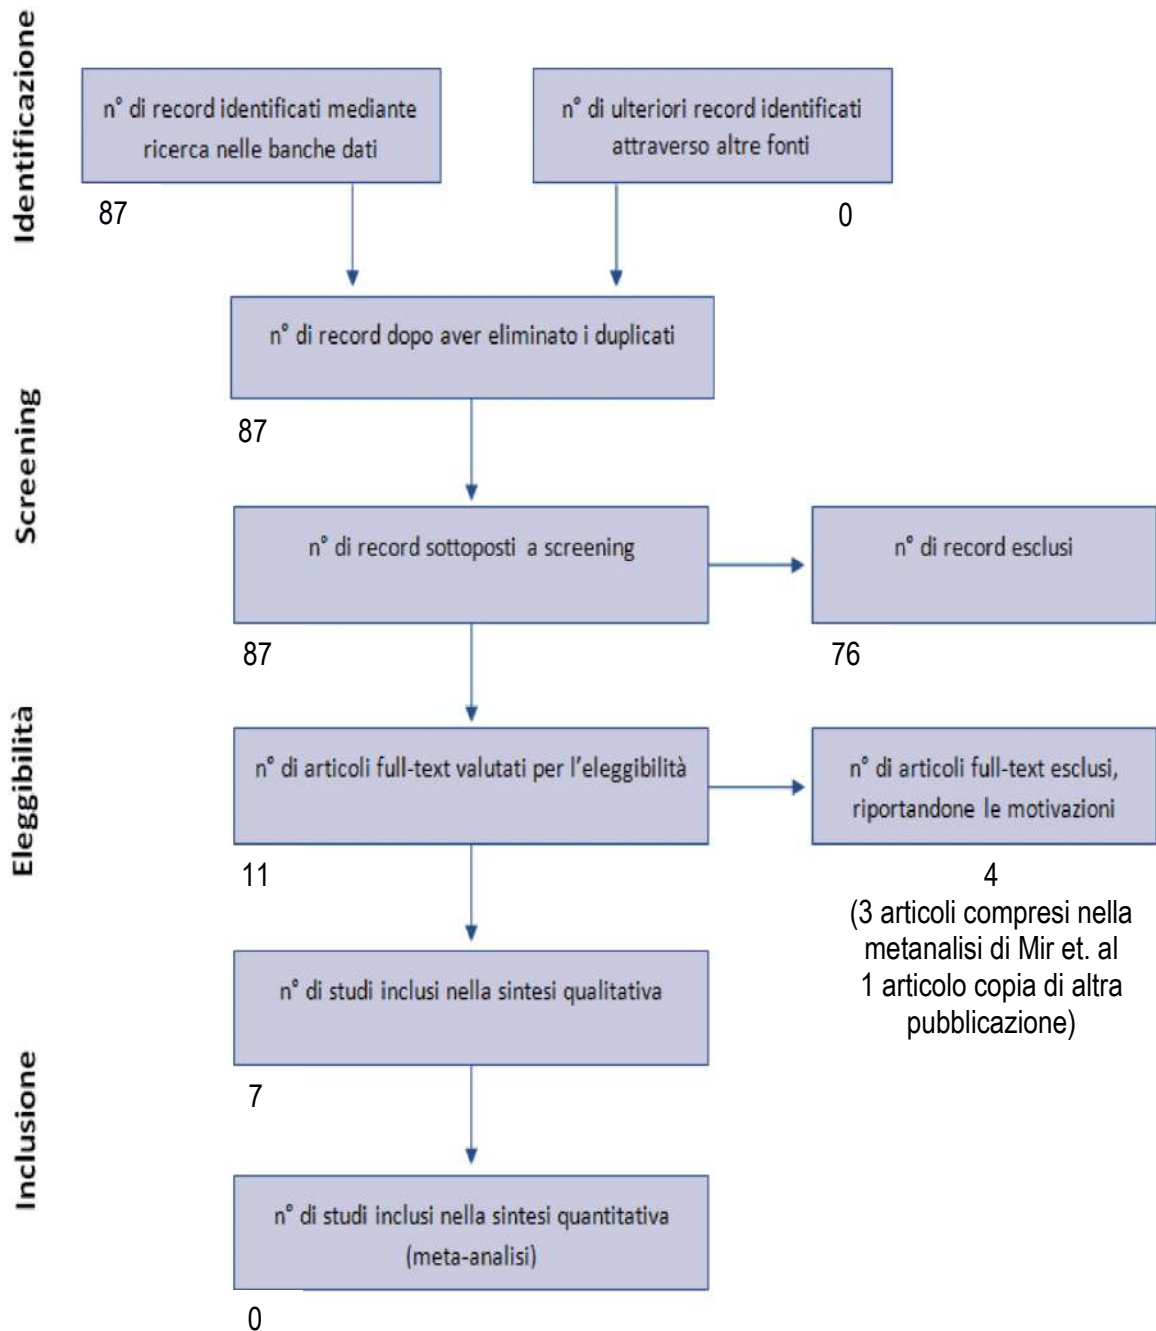 Identificazione
n° di record identificati mediante
ricerca nelle banche dati
n° di ulteriori record identificati
attraverso altre fonti
87
0
n° di record dopo aver eliminato i duplicati
87
Screening
n° di record sottoposti a screening
n° di record esclusi
87
76
Eleggibilità
n° di articoli full-text valutati per l'eleggibilità
n° di articoli full-text esclusi,
riportandone le motivazioni
11
4
(3 articoli compresi nella
metanalisi di Mir et. al
1 articolo copia di altra
pubblicazione)
n° di studi inclusi nella sintesi qualitativa
7
Inclusione
n° di studi inclusi nella sintesi quantitativa
(meta-analisi)
0